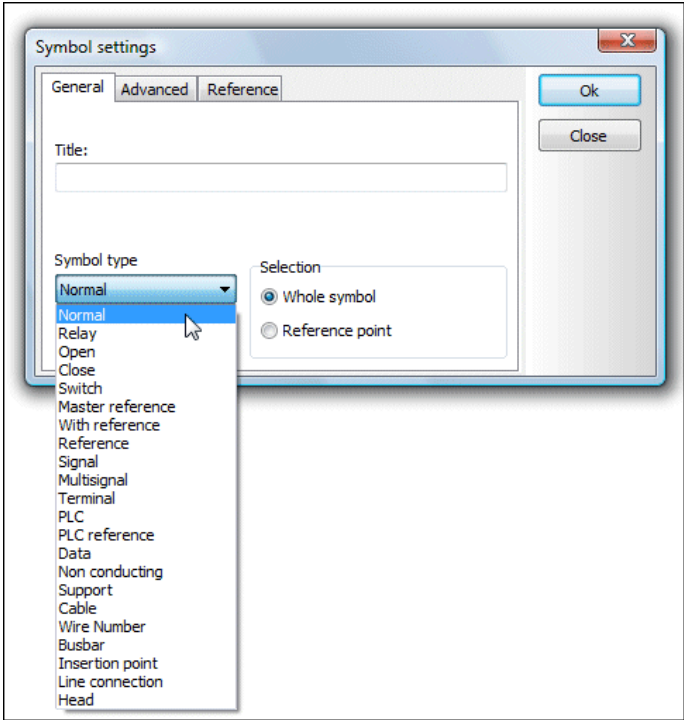 Symbol settings
X
General Advanced Reference
Ok
Close
Title:
Symbol type
Selection
Normal
Whole symbol
Reference point
Normal
Relay
Open
Close
Switch
Master reference
With reference
Reference
Signal
Multisignal
Terminal
PLC
PLC reference
Data
Non conducting
Support
Cable
Wire Number
Busbar
Insertion point
Line connection
Head